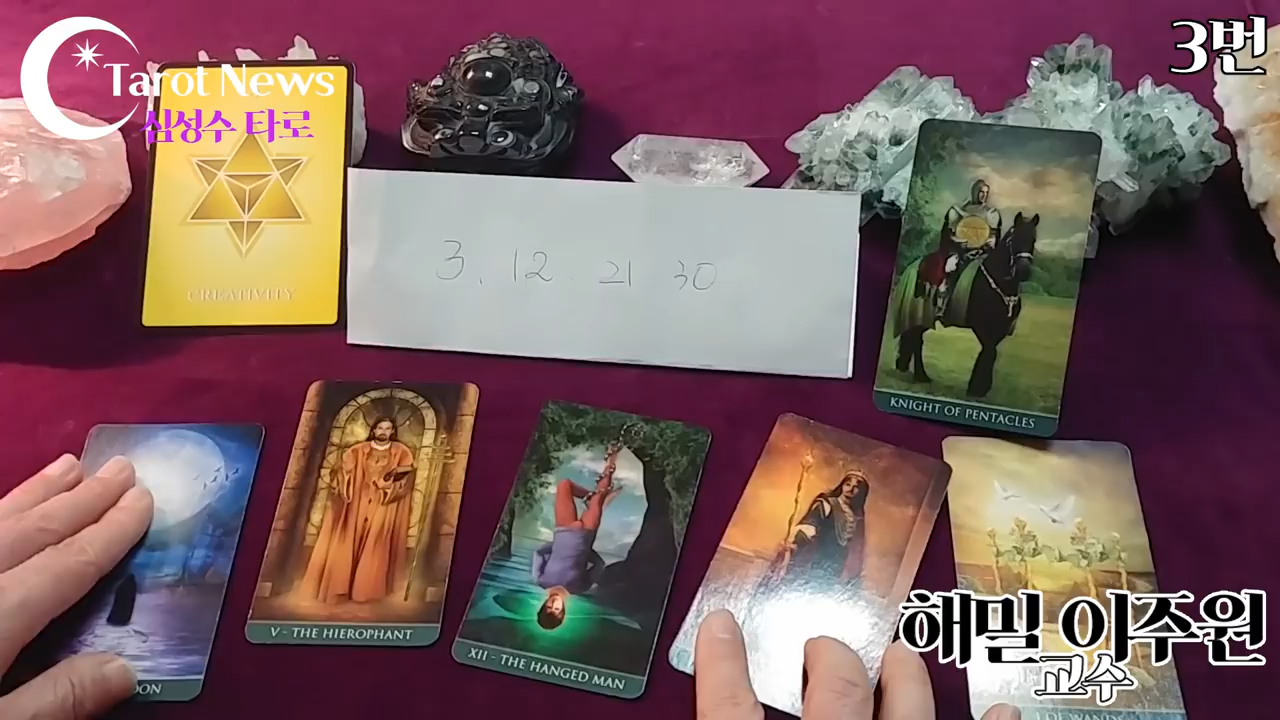 Tarot News
심성수 타로
3번
CREATIVITY
3. 12. 21 30
KNIGHT OF PENTACLES
V - THE HIEROPHANT
XII - THE HANGED MAN
해밀 이주원
교수